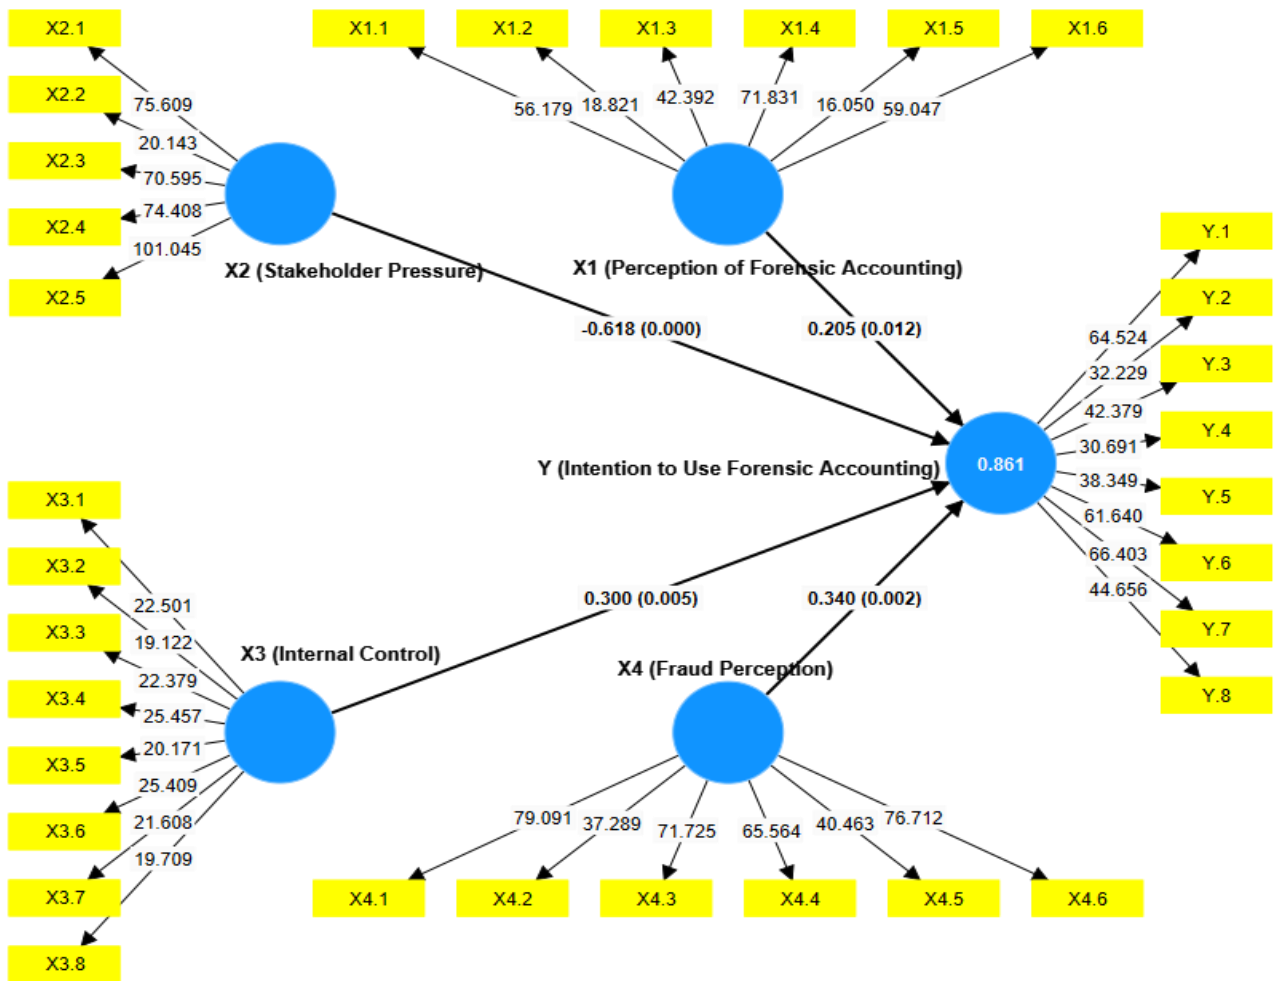 X2.1
X1.1
X1.2
X1.3
X1.4
X1.5
X1.6
X2.2
X2.3
X2.4
X2.5
75.609
20.143
70.595
74.408
101.045
56.179
18.821
42.392
71.831
16.050
59.047
X2 (Stakeholder Pressure)
X1 (Perception of Forensic Accounting)
-0.618 (0.000)
0.205 (0.012)
Y (Intention to Use Forensic Accounting)
0.861
Y.1
Y.2
Y.3
Y.4
Y.5
Y.6
Y.7
Y.8
64.524
32.229
42.379
30.691
38.349
61.640
66.403
44.656
0.300 (0.005)
0.340 (0.002)
X3 (Internal Control)
X4 (Fraud Perception)
X3.1
X3.2
X3.3
X3.4
X3.5
X3.6
X3.7
X3.8
22.501
19.122
22.379
25.457
20.171
25.409
21.608
19.709
79.091
37.289
71.725
65.564
40.463
76.712
X4.1
X4.2
X4.3
X4.4
X4.5
X4.6